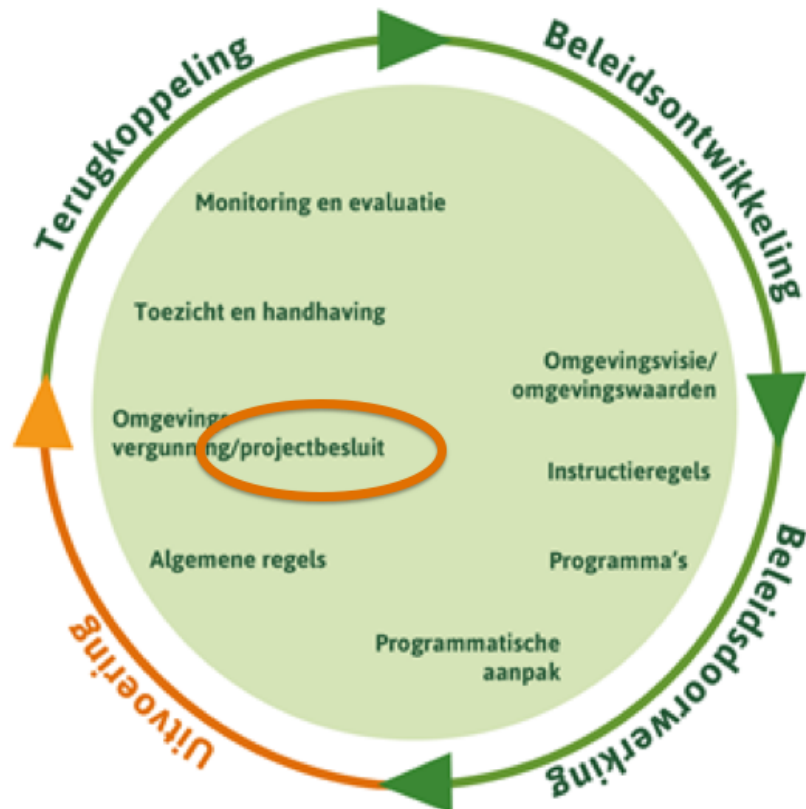 Terugkoppeling
Beleidsontwikkeling
Monitoring en evaluatie
Toezicht en handhaving
Omgevingsvisie/
omgevingswaarden
Omgevings
vergunning/projectbesluit
Instructieregels
Algemene regels
Programma's
Programmatische
aanpak
Uitvoering
Beleidsdoorwerking